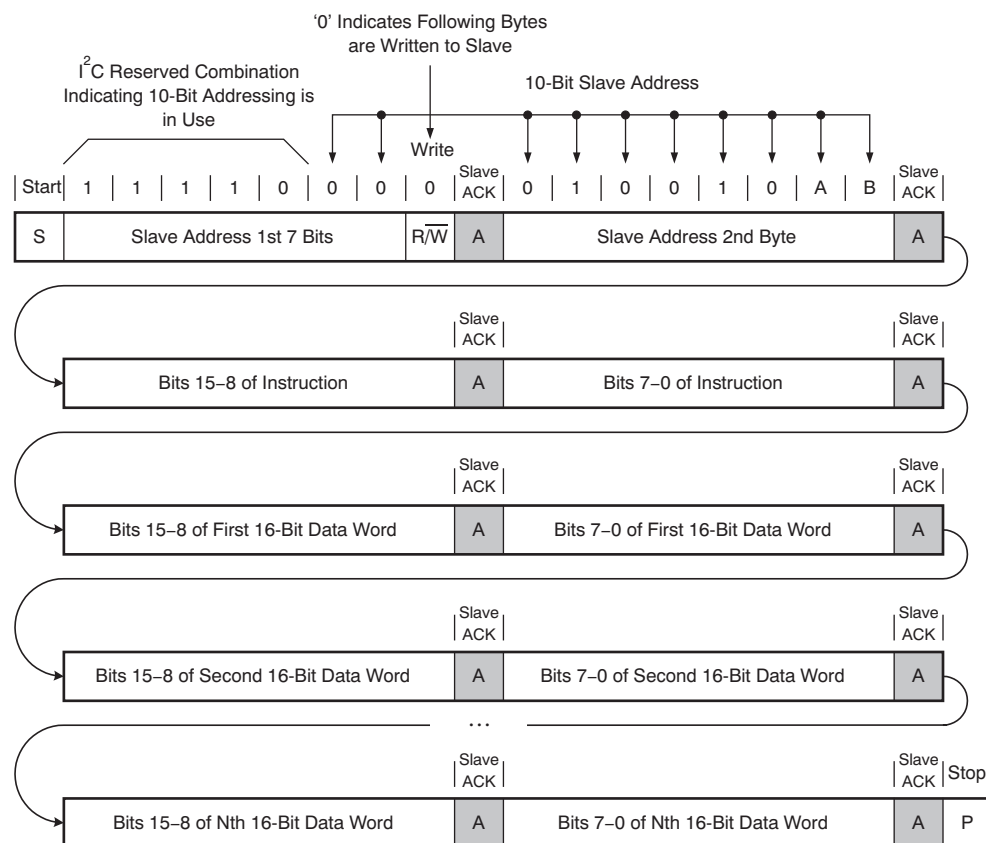 '0' Indicates Following Bytes
are Written to Slave
I2C Reserved Combination
Indicating 10-Bit Addressing is
in Use
10-Bit Slave Address
Write
Start 1 1 1 1 0 0 0 0 Slave ACK 0 1 0 0 1 0 A B Slave ACK
S Slave Address 1st 7 Bits R/W̅ A Slave Address 2nd Byte A
Slave ACK Slave ACK
Bits 15–8 of Instruction A Bits 7–0 of Instruction A
Slave ACK Slave ACK
Bits 15–8 of First 16-Bit Data Word A Bits 7–0 of First 16-Bit Data Word A
Slave ACK Slave ACK
Bits 15–8 of Second 16-Bit Data Word A Bits 7–0 of Second 16-Bit Data Word A
...
Slave ACK Slave ACK Stop
Bits 15–8 of Nth 16-Bit Data Word A Bits 7–0 of Nth 16-Bit Data Word A P